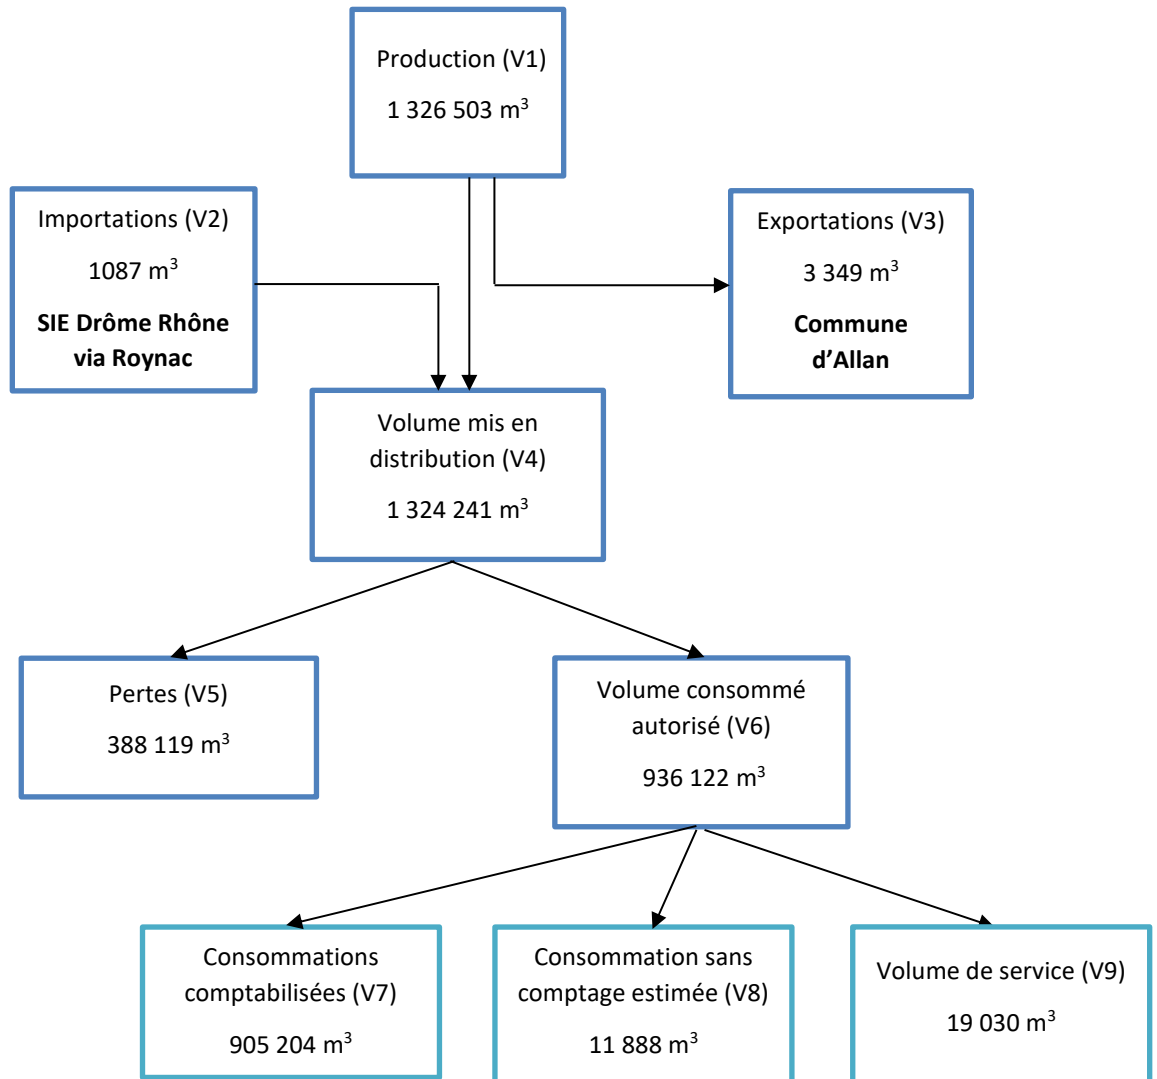 Production (V1)
1 326 503 m³
Importations (V2)
1087 m³
SIE Drôme Rhône
via Roynac
Exportations (V3)
3 349 m³
Commune
d’Allan
Volume mis en
distribution (V4)
1 324 241 m³
Pertes (V5)
388 119 m³
Volume consommé
autorisé (V6)
936 122 m³
Consommations
comptabilisées (V7)
905 204 m³
Consommation sans
comptage estimée (V8)
11 888 m³
Volume de service (V9)
19 030 m³